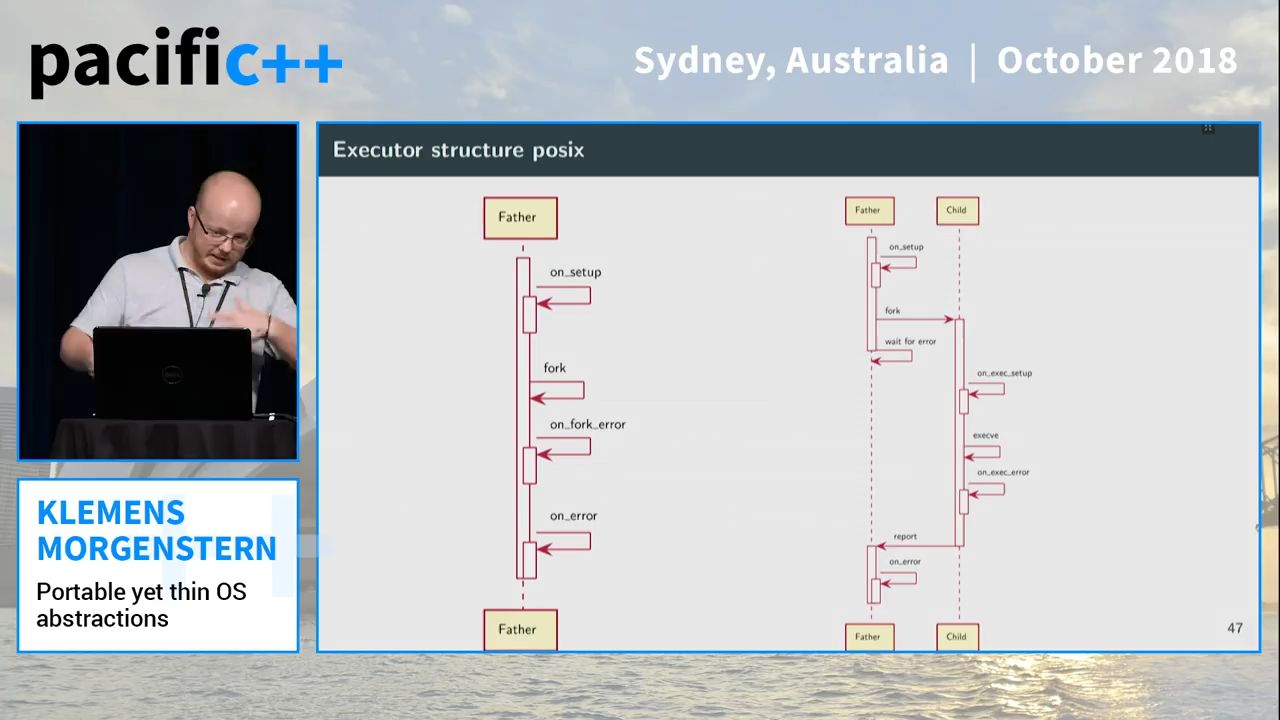 pacific++
Sydney, Australia | October 2018
Executor structure posix
Father
on_setup
fork
on_fork_error
on_error
Father
Father
Child
on_setup
fork
wait for error
on_exec_setup
execve
on_exec_error
report
on_error
Father
Child
47
KLEMENS
MORGENSTERN
Portable yet thin OS
abstractions
DELL